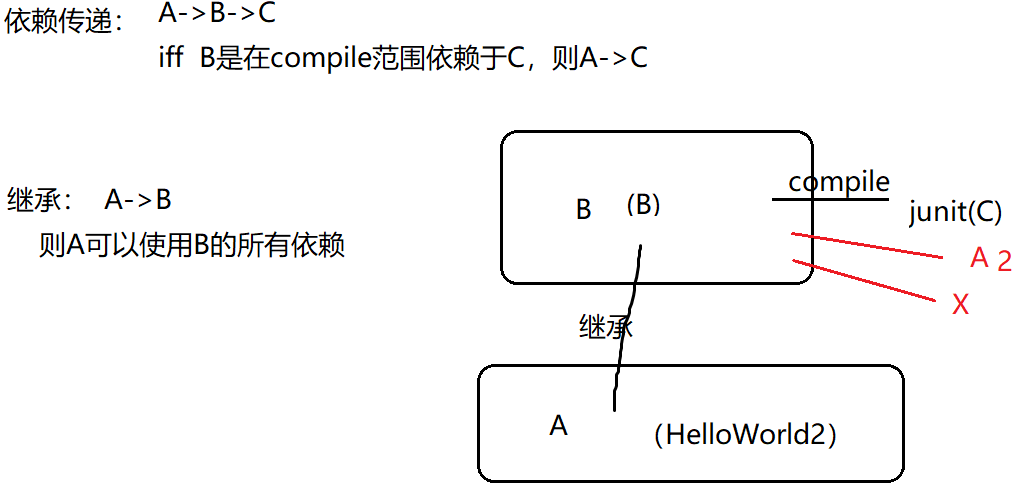 依赖传递： A->B->C
iff B是在compile范围依赖于C，则A->C
继承： A->B
则A可以使用B的所有依赖
B (B)
compile
junit(C)
A 2
X
继承
A （HelloWorld2）